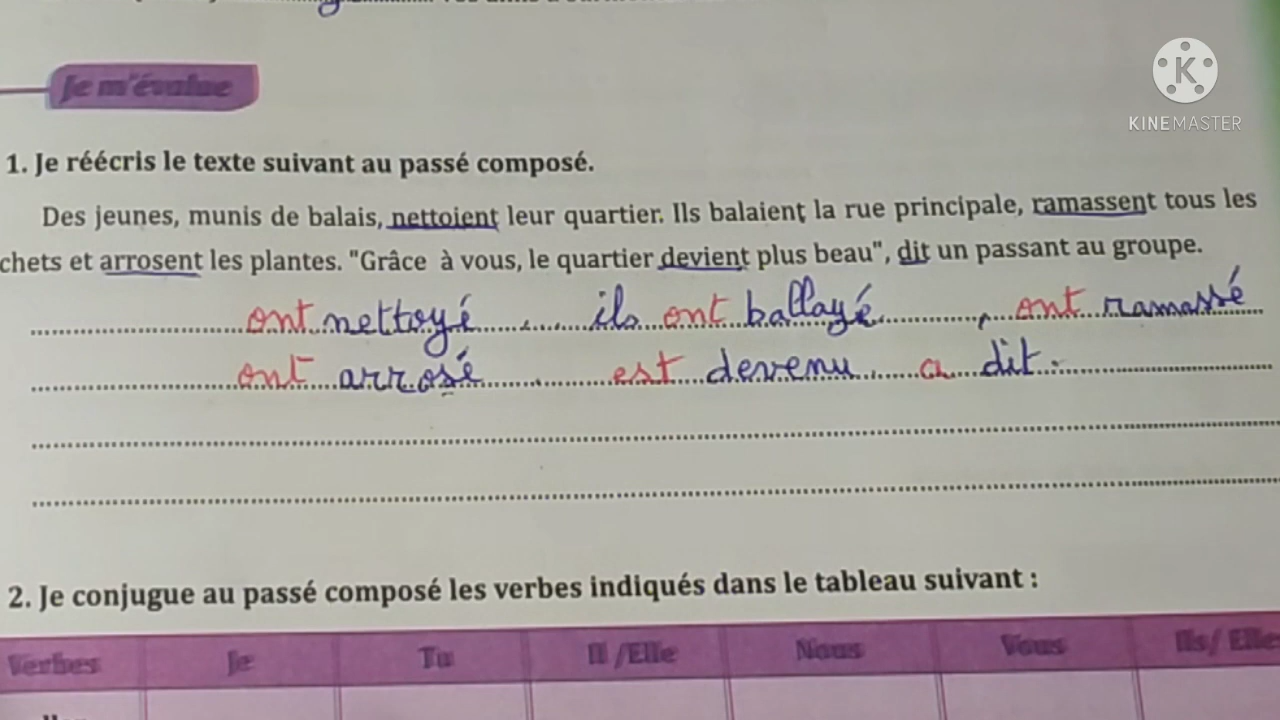 Je m'évalue
KINEMASTER
1. Je réécris le texte suivant au passé composé.
Des jeunes, munis de balais, nettoient leur quartier. Ils balaient la rue principale, ramassent tous les
chets et arrosent les plantes. "Grâce à vous, le quartier devient plus beau", dit un passant au groupe.
ont nettoyé ils ont ballayé, ont ramassé
ont arrosé est devenu a dit.
2. Je conjugue au passé composé les verbes indiqués dans le tableau suivant :
Verbes Je Tu Il /Elle Nous Vous Ils/ Elle